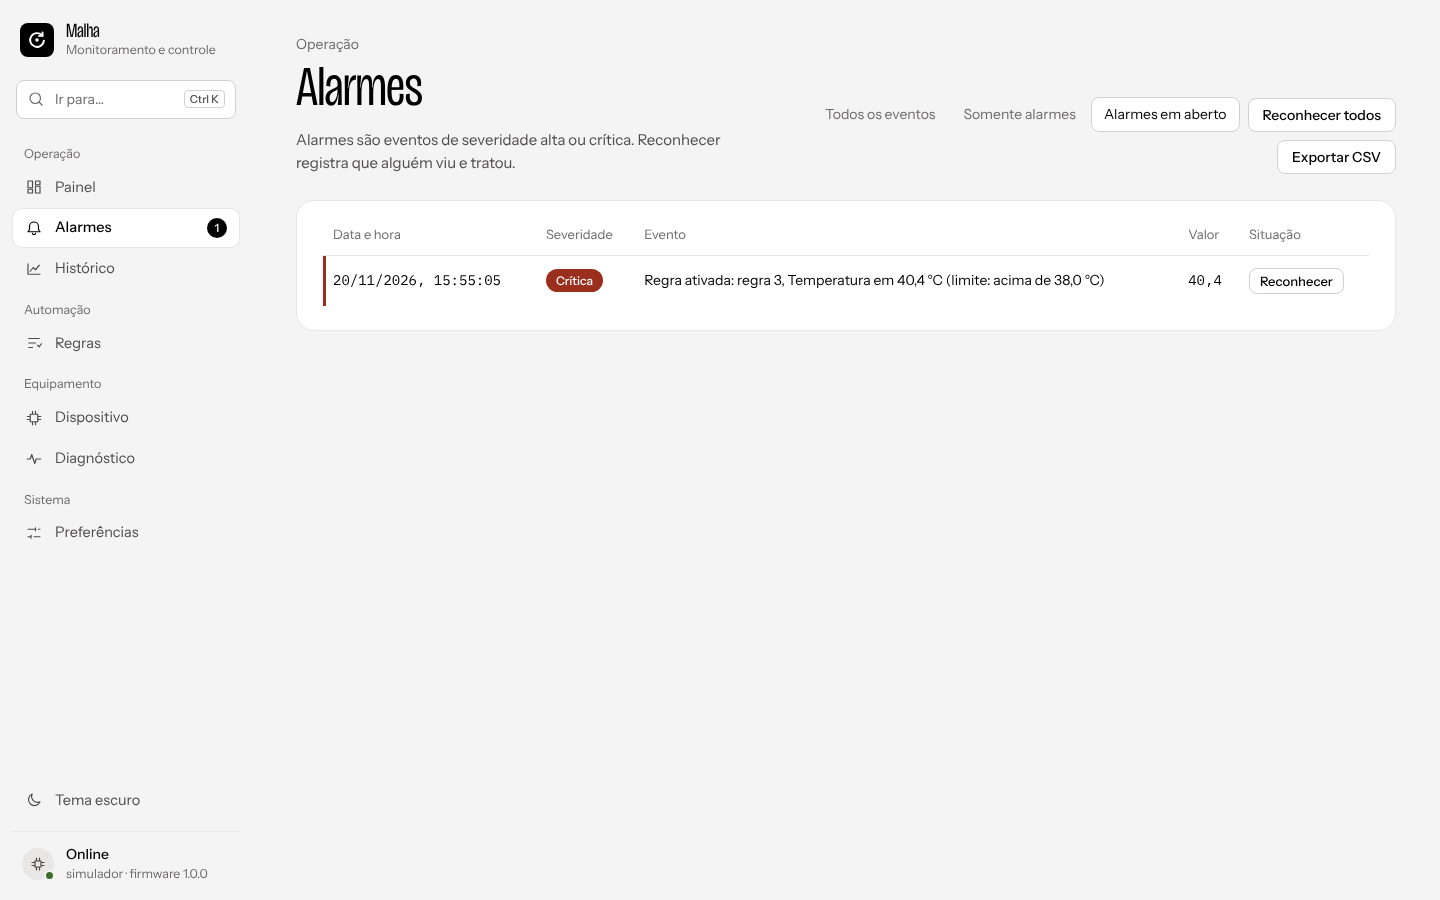 Malha
Monitoramento e controle
Ir para...
Ctrl K
Operação
Painel
Alarmes
1
Histórico
Automação
Regras
Equipamento
Dispositivo
Diagnóstico
Sistema
Preferências
Tema escuro
Online
simulador · firmware 1.0.0
Operação
Alarmes
Alarmes são eventos de severidade alta ou crítica. Reconhecer
registra que alguém viu e tratou.
Todos os eventos
Somente alarmes
Alarmes em aberto
Reconhecer todos
Exportar CSV
Data e hora
Severidade
Evento
Valor
Situação
20/11/2026, 15:55:05
Crítica
Regra ativada: regra 3, Temperatura em 40,4 °C (limite: acima de 38,0 °C)
40,4
Reconhecer